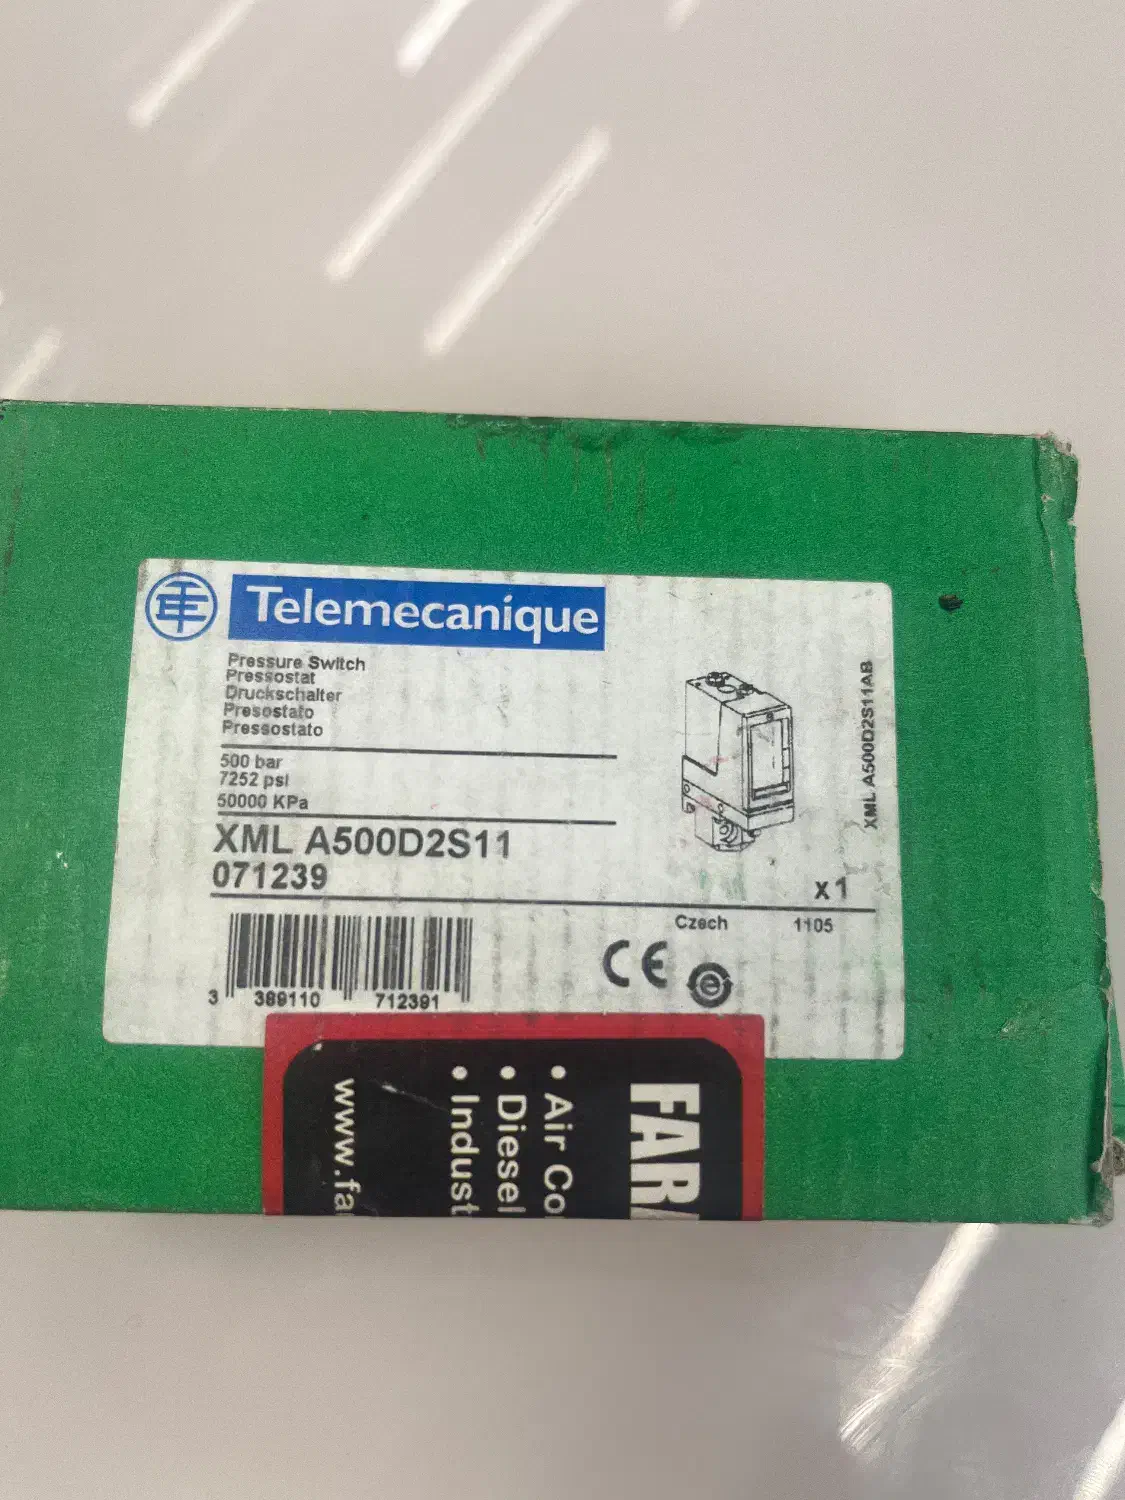 Telemecanique
Pressure Switch
Pressostat
Druckschalter
Presostato
Pressostato
500 bar
7252 psi
50000 KPa
XML A500D2S11
071239
x1
XML A500D2S11AB
Czech 1105
CE
3 389110 712391
FAR
• Air Co
• Diesel
• Indust
www.fa